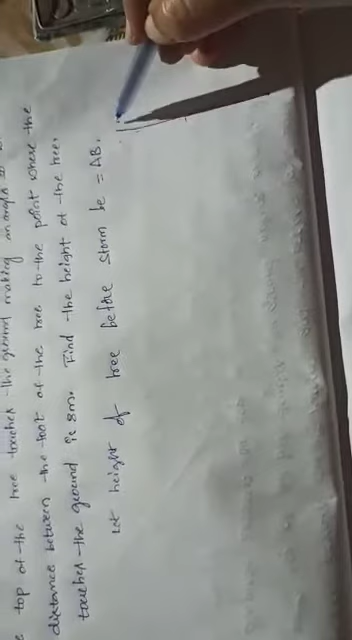 top of the tree touches the ground making an angle
distance between the foot of the tree to the point where the
touches the ground is 8m. Find the height of the tree.
Let height of tree before storm be = AB.